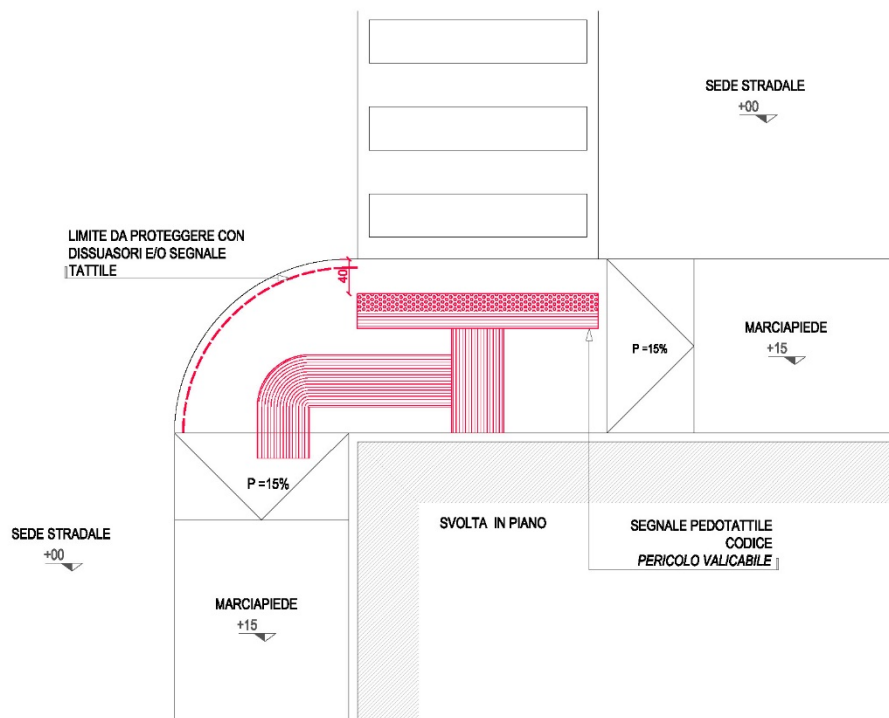 SEDE STRADALE
+00
LIMITE DA PROTEGGERE CON
DISSUASORI E/O SEGNALE
TATTILE
40
MARCIAPIEDE
+15
P =15%
P =15%
SVOLTA IN PIANO
SEGNALE PEDOTATTILE
CODICE
PERICOLO VALICABILE
SEDE STRADALE
+00
MARCIAPIEDE
+15